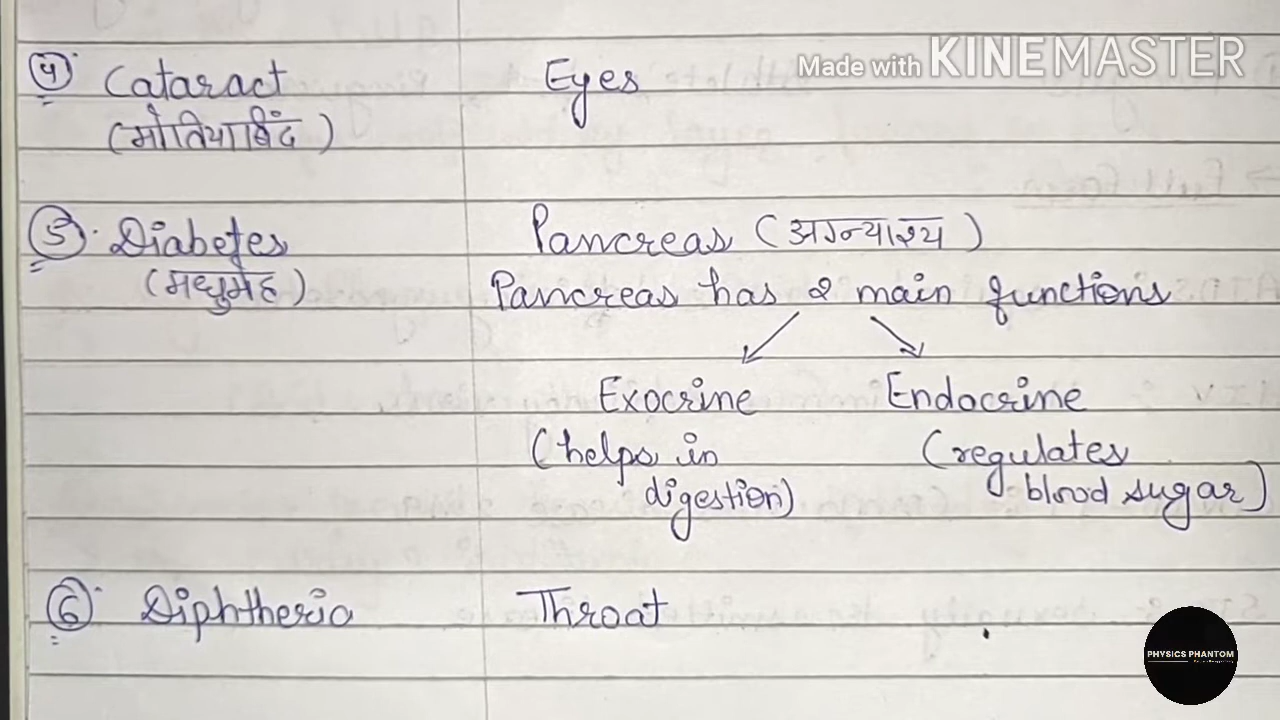 Made with KINEMASTER
4 Cataract Eyes
(मोतियाबिंद)
5. Diabetes Pancreas (अग्न्याश्य)
(मधुमेह) Pancreas has 2 main functions
Exocrine Endocrine
(helps in (regulates
digestion) blood sugar)
6. Diphtheria Throat
PHYSICS PHANTOM